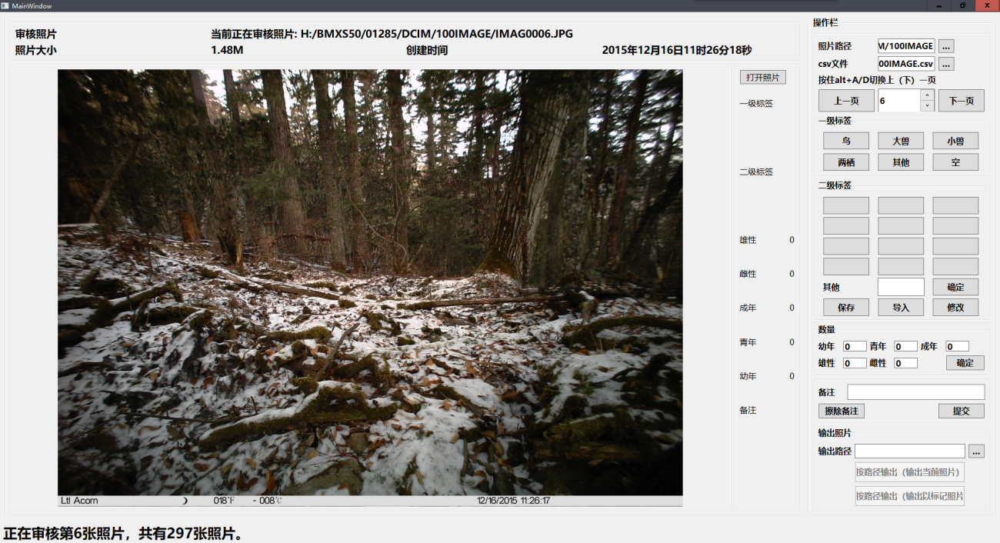 MainWindow
审核照片
当前正在审核照片: H:/BMXS50/01285/DCIM/100IMAGE/IMAG0006.JPG
照片大小
1.48M
创建时间
2015年12月16日11时26分18秒
Ltl Acorn
018°F
- 008°C
12/16/2015 11:26:17
打开照片
一级标签
二级标签
雄性 0
雌性 0
成年 0
青年 0
幼年 0
备注
操作栏
照片路径 M/100IMAGE ...
csv文件 00IMAGE.csv ...
按住alt+A/D切换上（下）一页
上一页 6 下一页
一级标签
鸟 大兽 小兽
两栖 其他 空
二级标签
其他 确定
保存 导入 修改
数量
幼年 0 青年 0 成年 0
雄性 0 雌性 0 确定
备注
擦除备注 提交
输出照片
输出路径 ...
按路径输出（输出当前照片）
按路径输出（输出以标记照片
正在审核第6张照片，共有297张照片。